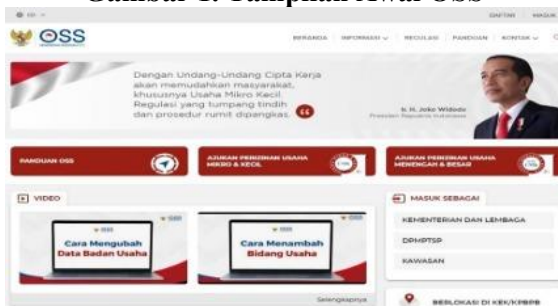 Gambar 1. Tampilan Awal OSS
ID
DAFTAR
MASUK
OSS
BERANDA
INFORMASI
REGULASI
PANDUAN
KONTAK
Dengan Undang-Undang Cipta Kerja
akan memudahkan masyarakat,
khususnya Usaha Mikro Kecil.
Regulasi yang tumpang tindih
dan prosedur rumit dipangkas.
Ir. H. Joko Widodo
Presiden Republik Indonesia
PANDUAN OSS
AJUKAN PERIZINAN USAHA
MIKRO & KECIL
AJUKAN PERIZINAN USAHA
MENENGAH & BESAR
VIDEO
OSS
Cara Mengubah
Data Badan Usaha
OSS
Cara Menambah
Bidang Usaha
Selengkapnya
MASUK SEBAGAI
KEMENTERIAN DAN LEMBAGA
DPMPTSP
KAWASAN
BERLOKASI DI KEK/KPBPB